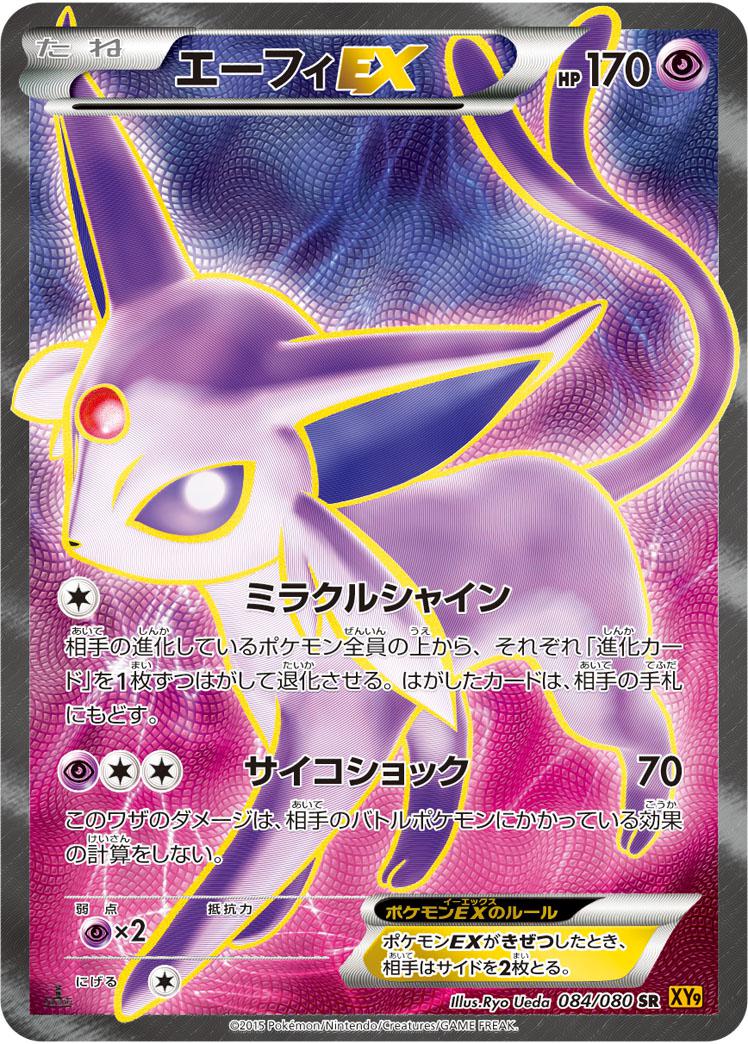 たね エーフィEX HP170
ミラクルシャイン
相手の進化しているポケモン全員の上から、それぞれ「進化カー
ド」を1枚ずつはがして退化させる。はがしたカードは、相手の手札
にもどす。
サイコショック 70
このワザのダメージは、相手のバトルポケモンにかかっている効果
の計算をしない。
弱点 抵抗力
×2
にげる
ポケモンEXのルール
ポケモンEXがきぜつしたとき、
相手はサイドを2枚とる。
Illus.Ryo Ueda 084/080 SR XY9
©2015 Pokémon/Nintendo/Creatures/GAME FREAK.